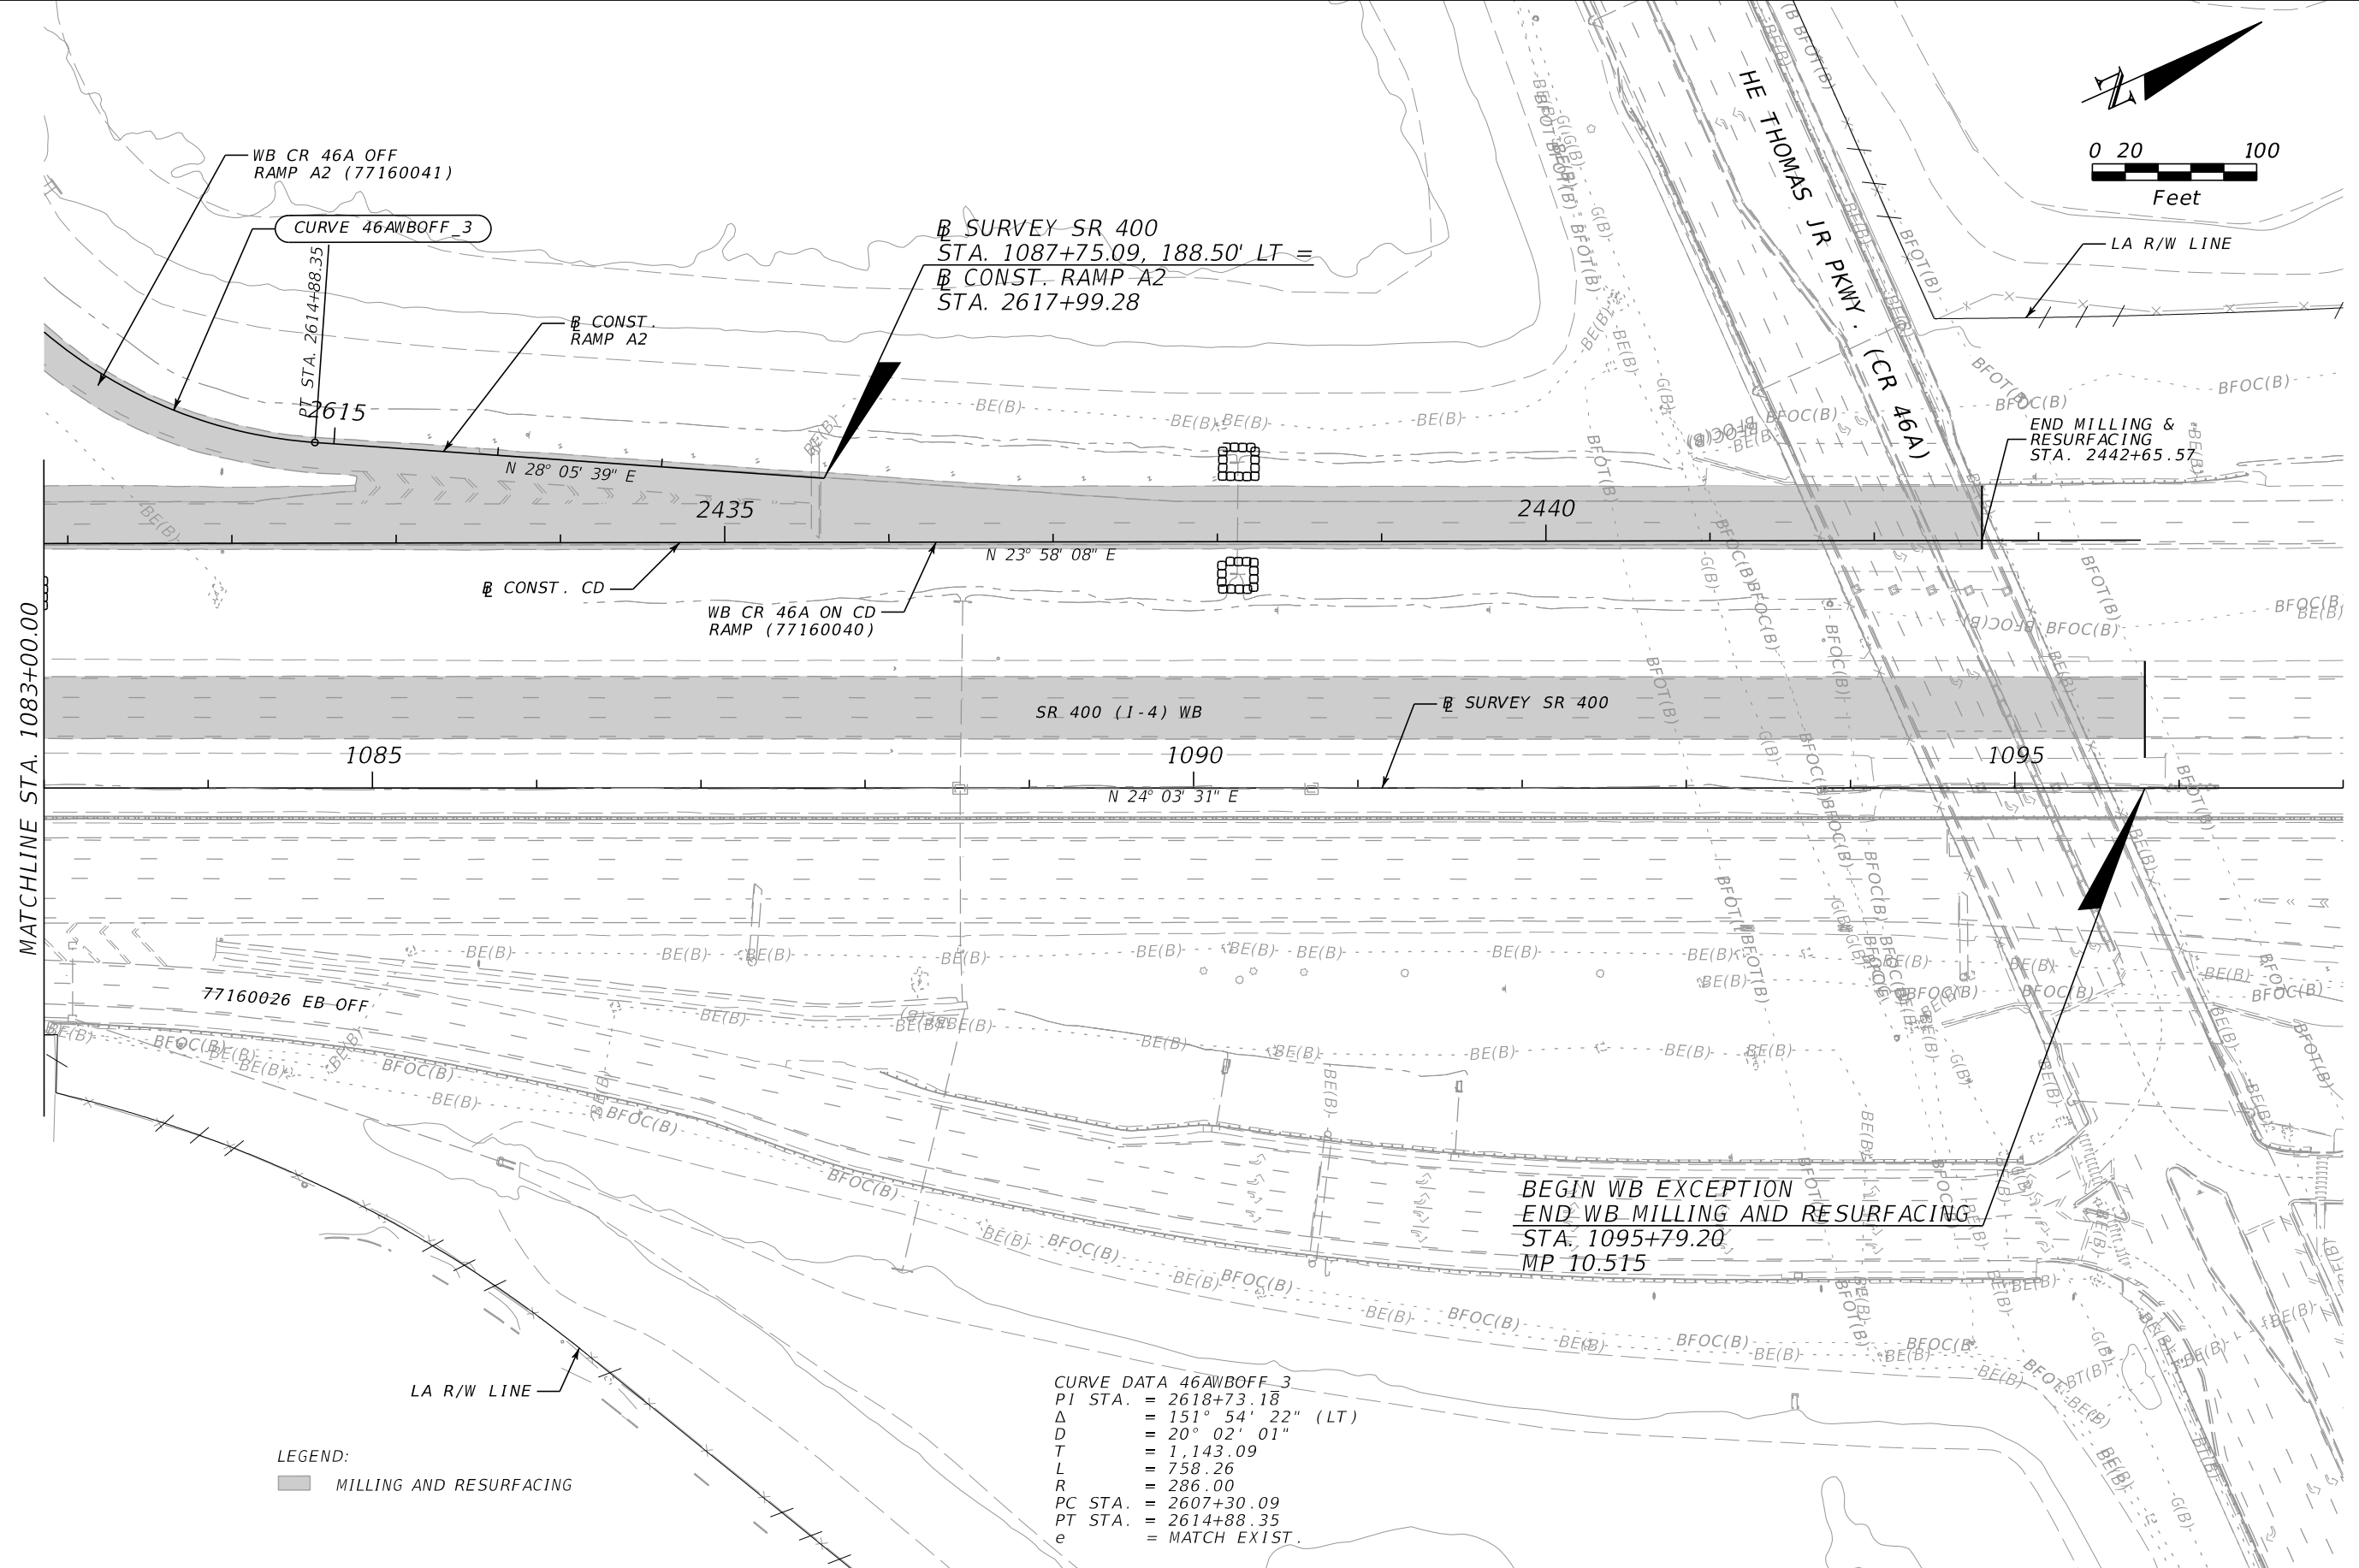 0 20 100
Feet
LA R/W LINE
HE THOMAS JR PKWY. (CR 46A)
WB CR 46A OFF
RAMP A2 (77160041)
CURVE 46AWBOFF_3
PT STA. 2614+88.35
2615
℄ CONST.
RAMP A2
℄ SURVEY SR 400
STA. 1087+75.09, 188.50' LT =
℄ CONST. RAMP A2
STA. 2617+99.28
END MILLING &
RESURFACING
STA. 2442+65.57
N 28° 05' 39" E
2435
2440
N 23° 58' 08" E
℄ CONST. CD
WB CR 46A ON CD
RAMP (77160040)
MATCHLINE STA. 1083+00.00
SR 400 (I-4) WB
℄ SURVEY SR 400
1085
1090
1095
N 24° 03' 31" E
77160026 EB OFF
BE(B)
BFOC(B)
BFOT(B)
G(B)
BT(B)
BEGIN WB EXCEPTION
END WB MILLING AND RESURFACING
STA. 1095+79.20
MP 10.515
LA R/W LINE
CURVE DATA 46AWBOFF_3
PI STA. = 2618+73.18
Δ = 151° 54' 22" (LT)
D = 20° 02' 01"
T = 1,143.09
L = 758.26
R = 286.00
PC STA. = 2607+30.09
PT STA. = 2614+88.35
e = MATCH EXIST.
LEGEND:
MILLING AND RESURFACING